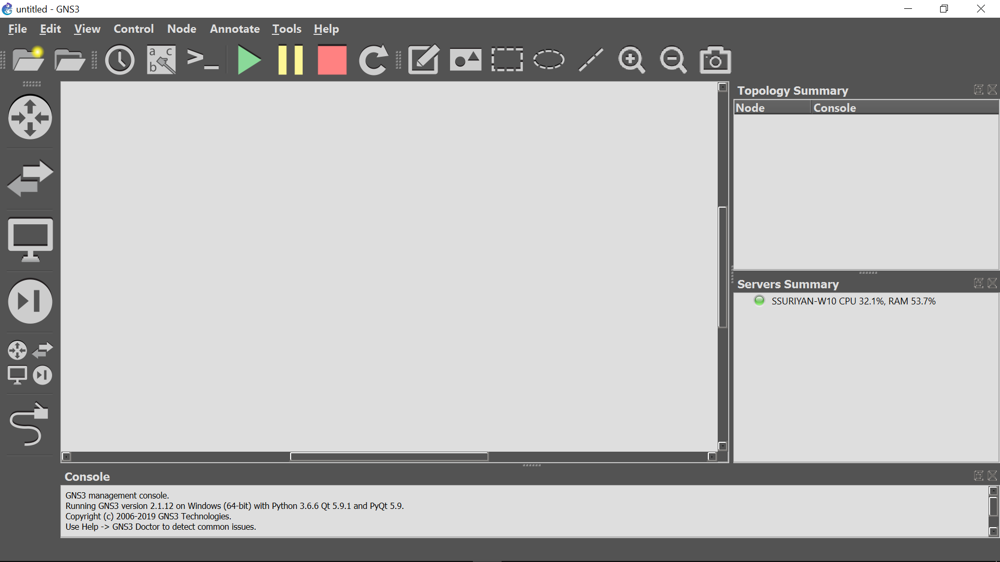 untitled - GNS3
File Edit View Control Node Annotate Tools Help
a c
b
>_
Topology Summary
Node Console
Servers Summary
SSURIYAN-W10 CPU 32.1%, RAM 53.7%
Console
GNS3 management console.
Running GNS3 version 2.1.12 on Windows (64-bit) with Python 3.6.6 Qt 5.9.1 and PyQt 5.9.
Copyright (c) 2006-2019 GNS3 Technologies.
Use Help -> GNS3 Doctor to detect common issues.